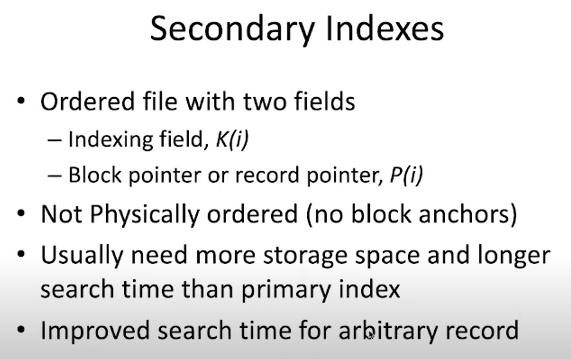 Secondary Indexes
• Ordered file with two fields
– Indexing field, K(i)
– Block pointer or record pointer, P(i)
• Not Physically ordered (no block anchors)
• Usually need more storage space and longer
search time than primary index
• Improved search time for arbitrary record